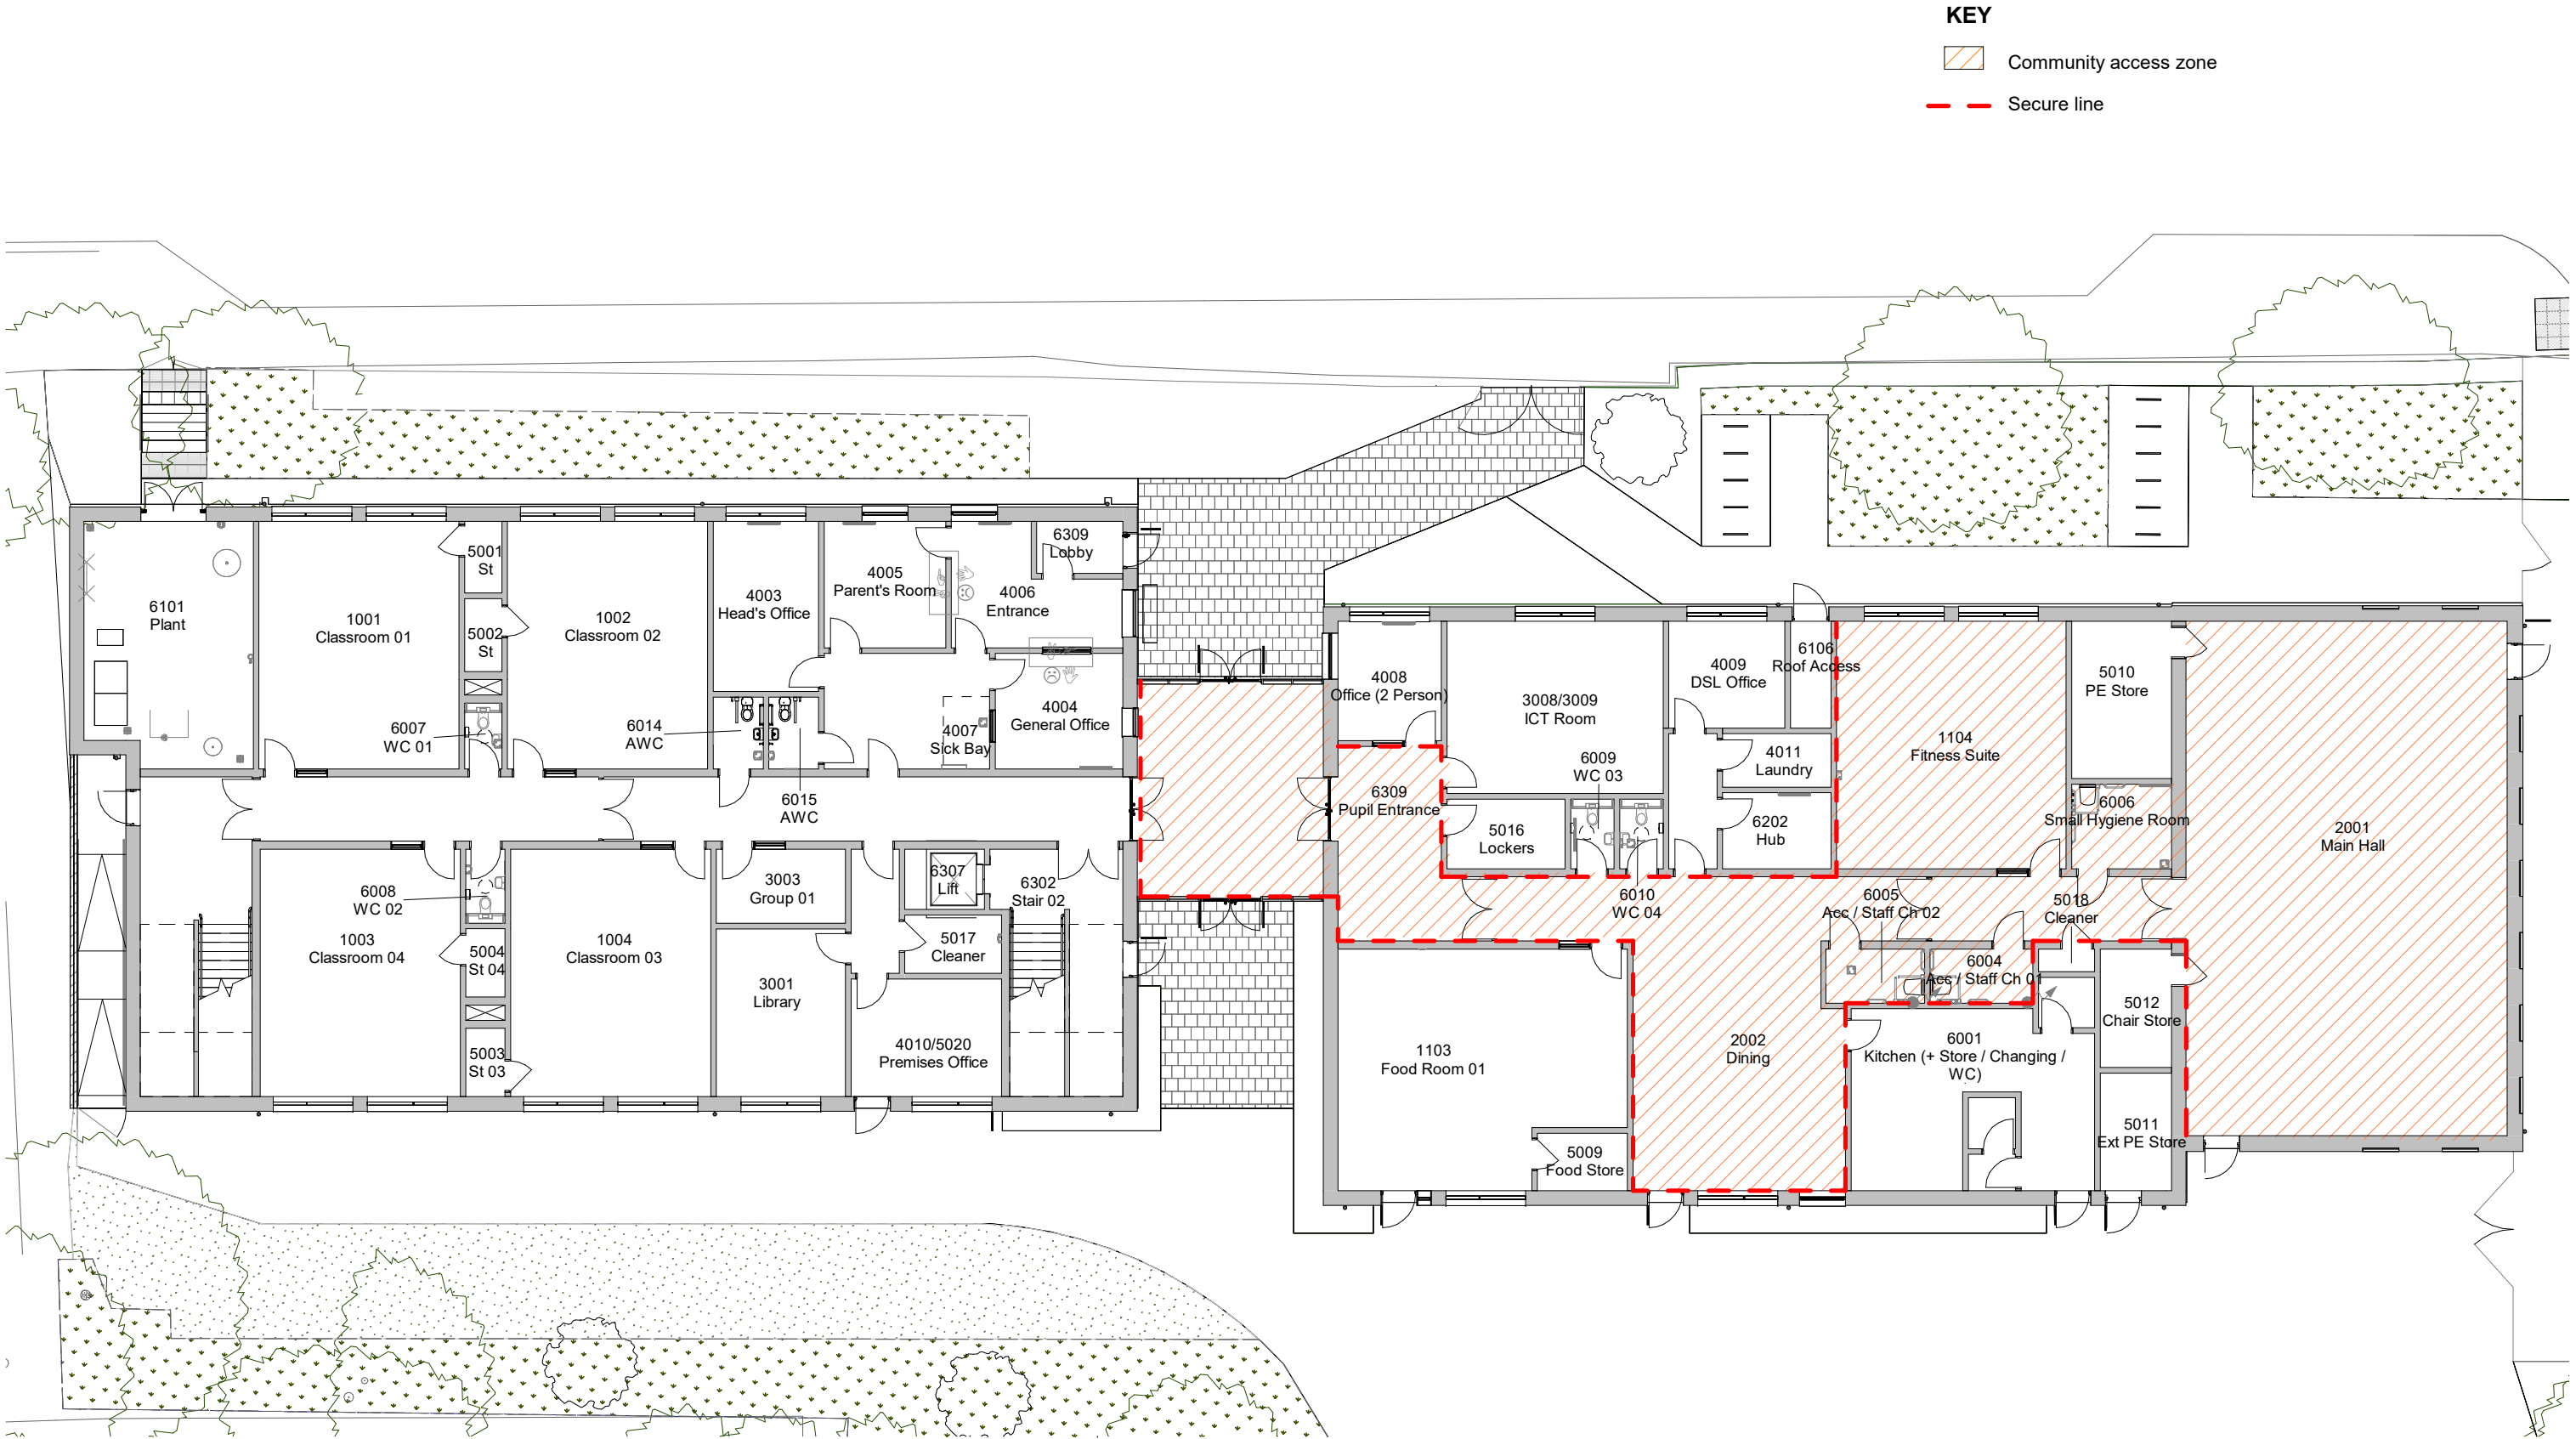 KEY
Community access zone
Secure line
6101
Plant
1001
Classroom 01
5001
St
5002
St
6007
WC 01
1002
Classroom 02
6014
AWC
4003
Head's Office
4005
Parent's Room
4006
Entrance
6309
Lobby
4007
Sick Bay
4004
General Office
6015
AWC
6008
WC 02
1003
Classroom 04
5004
St 04
5003
St 03
1004
Classroom 03
3003
Group 01
3001
Library
6307
Lift
5017
Cleaner
6302
Stair 02
4010/5020
Premises Office
4008
Office (2 Person)
6309
Pupil Entrance
3008/3009
ICT Room
5016
Lockers
6009
WC 03
6010
WC 04
4009
DSL Office
6106
Roof Access
4011
Laundry
6202
Hub
1104
Fitness Suite
5010
PE Store
6006
Small Hygiene Room
2001
Main Hall
6005
Acc / Staff Ch 02
5018
Cleaner
6004
Acc / Staff Ch 01
1103
Food Room 01
5009
Food Store
2002
Dining
6001
Kitchen (+ Store / Changing /
WC)
5012
Chair Store
5011
Ext PE Store